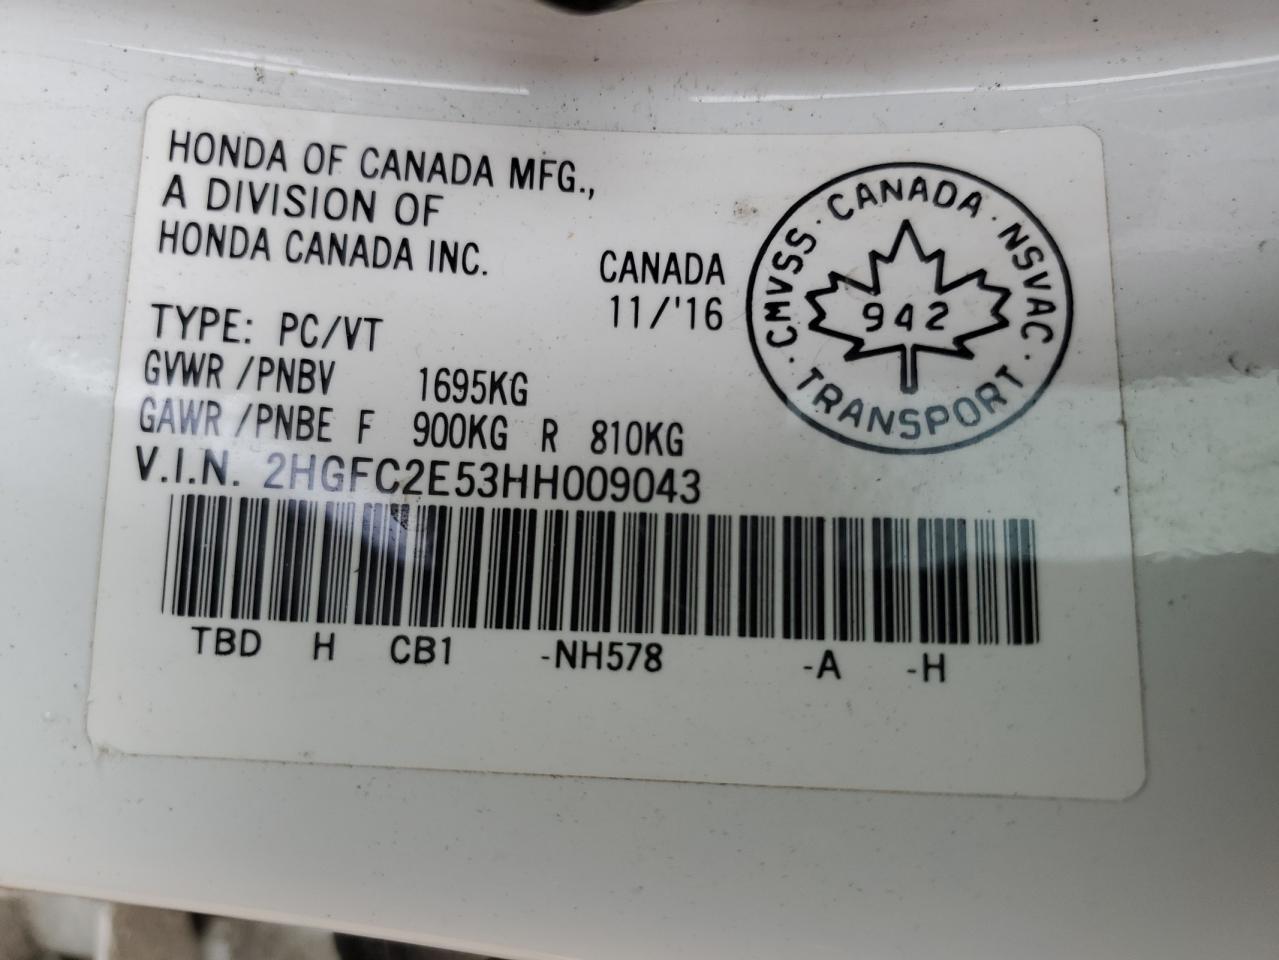 HONDA OF CANADA MFG.,
A DIVISION OF
HONDA CANADA INC.
CANADA
11/'16
TYPE: PC/VT
GVWR /PNBV 1695KG
GAWR /PNBE F 900KG R 810KG
V.I.N. 2HGFC2E53HH009043
TBD H CB1 -NH578 -A -H
CMVSS · CANADA · NSVAC ·
942
TRANSPORT ·